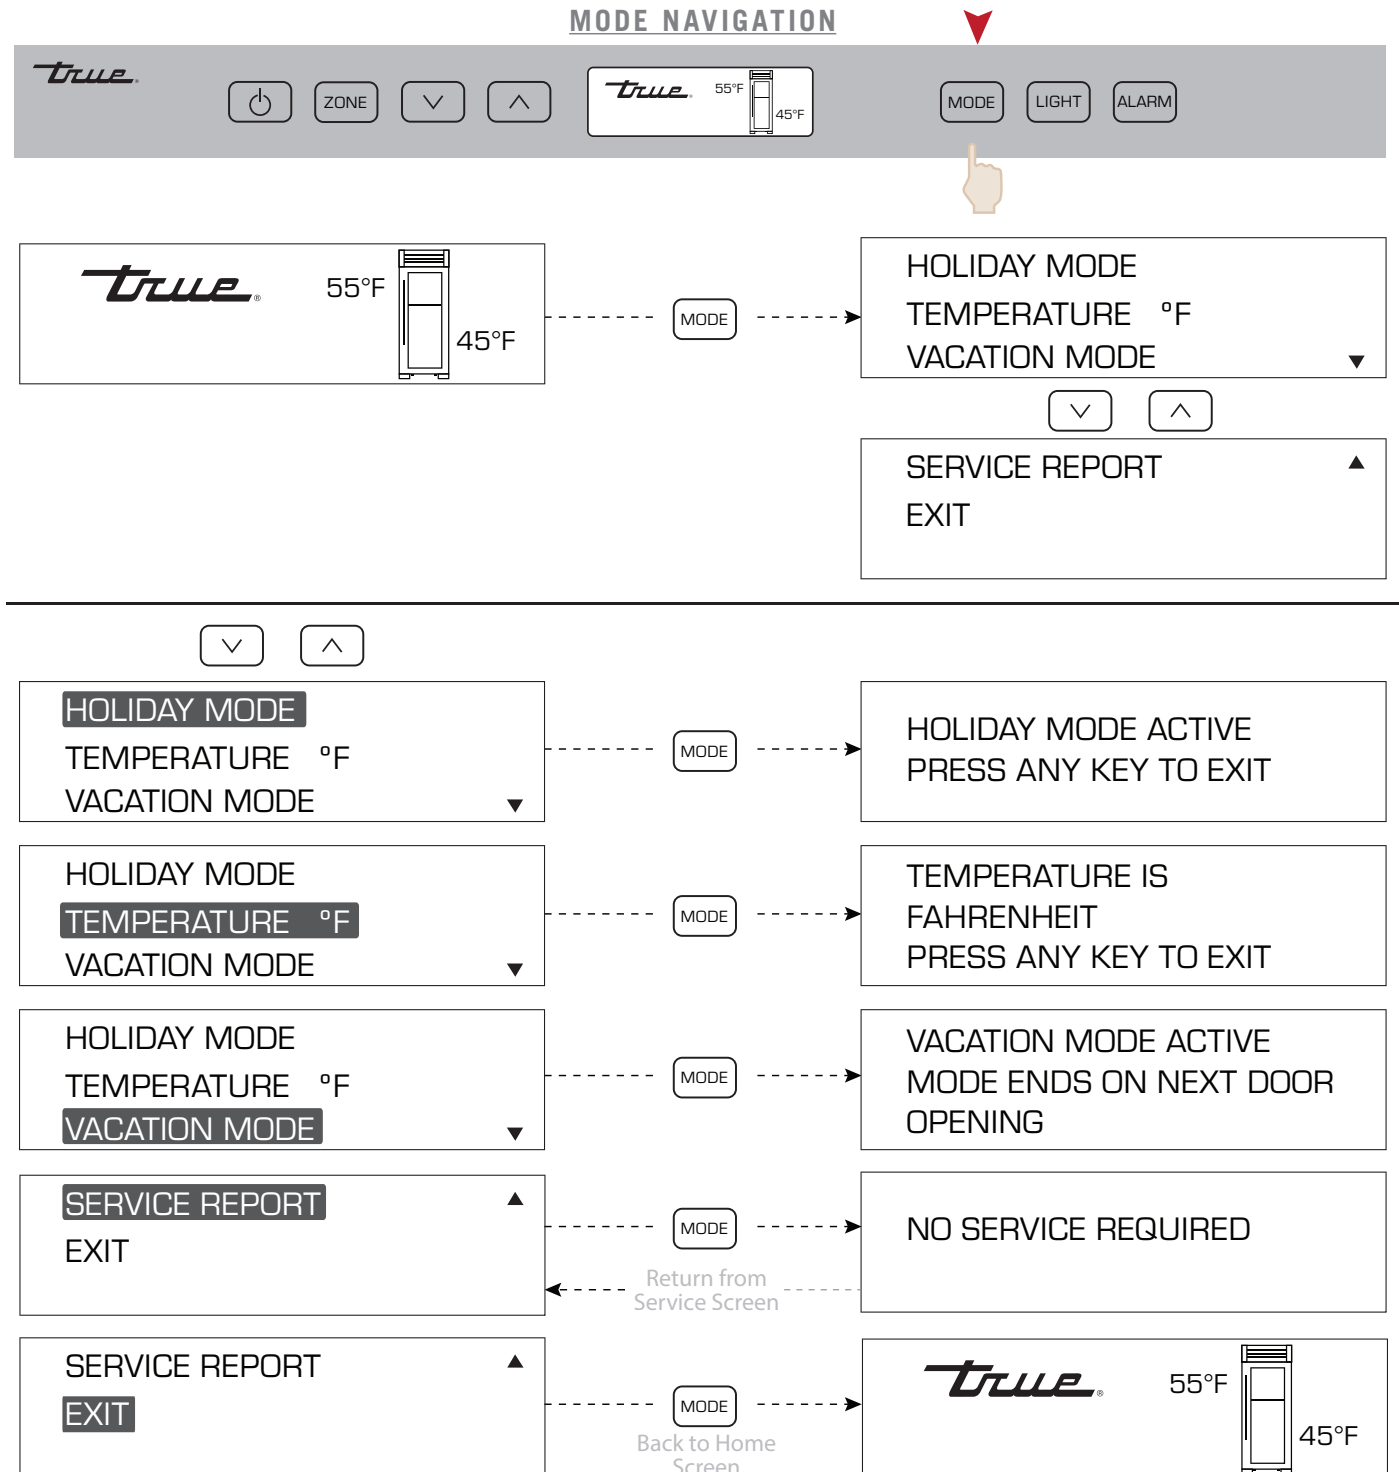 MODE NAVIGATION
true®
ZONE
true® 55°F
45°F
MODE LIGHT ALARM
true® 55°F
45°F
MODE
HOLIDAY MODE
TEMPERATURE °F
VACATION MODE ▼
SERVICE REPORT ▲
EXIT
HOLIDAY MODE
TEMPERATURE °F
VACATION MODE ▼
MODE
HOLIDAY MODE ACTIVE
PRESS ANY KEY TO EXIT
HOLIDAY MODE
TEMPERATURE °F
VACATION MODE ▼
MODE
TEMPERATURE IS
FAHRENHEIT
PRESS ANY KEY TO EXIT
HOLIDAY MODE
TEMPERATURE °F
VACATION MODE ▼
MODE
VACATION MODE ACTIVE
MODE ENDS ON NEXT DOOR
OPENING
SERVICE REPORT ▲
EXIT
MODE
Return from
Service Screen
NO SERVICE REQUIRED
SERVICE REPORT ▲
EXIT
MODE
Back to Home
Screen
true® 55°F
45°F